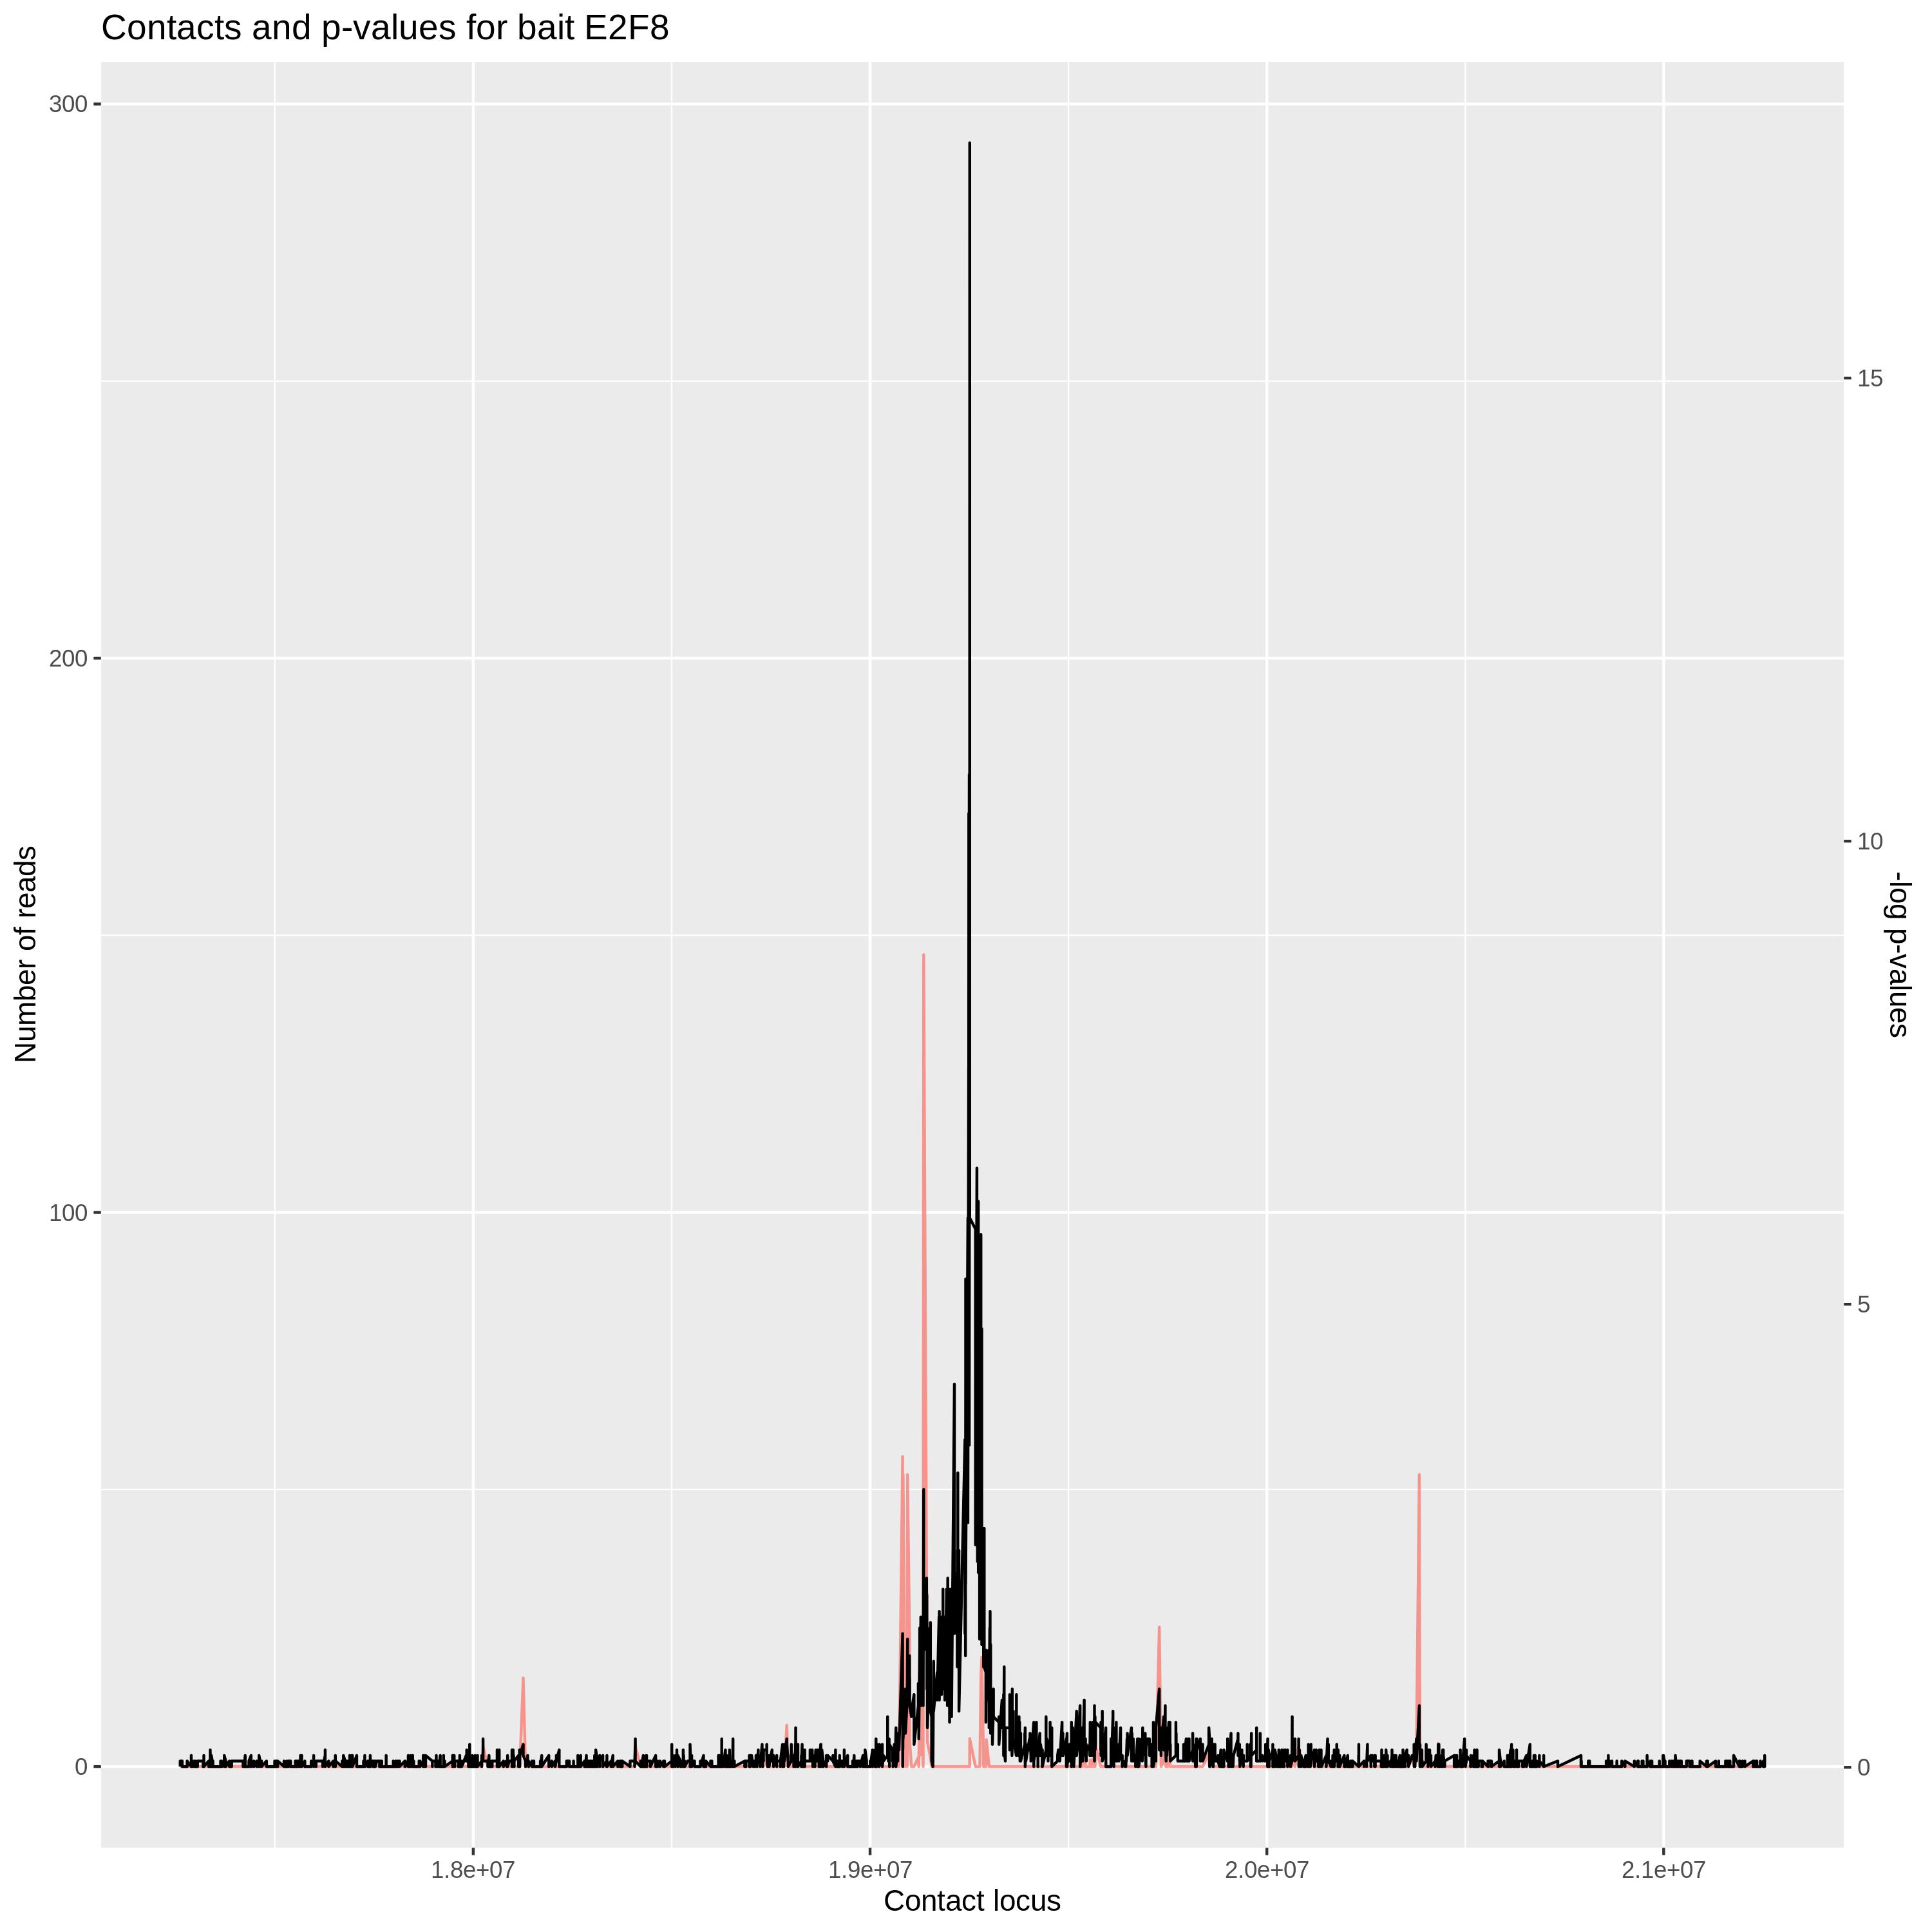 Contacts and p-values for bait E2F8
300
200
100
0
Number of reads
15
10
5
0
-log p-values
1.8e+07
1.9e+07
2.0e+07
2.1e+07
Contact locus